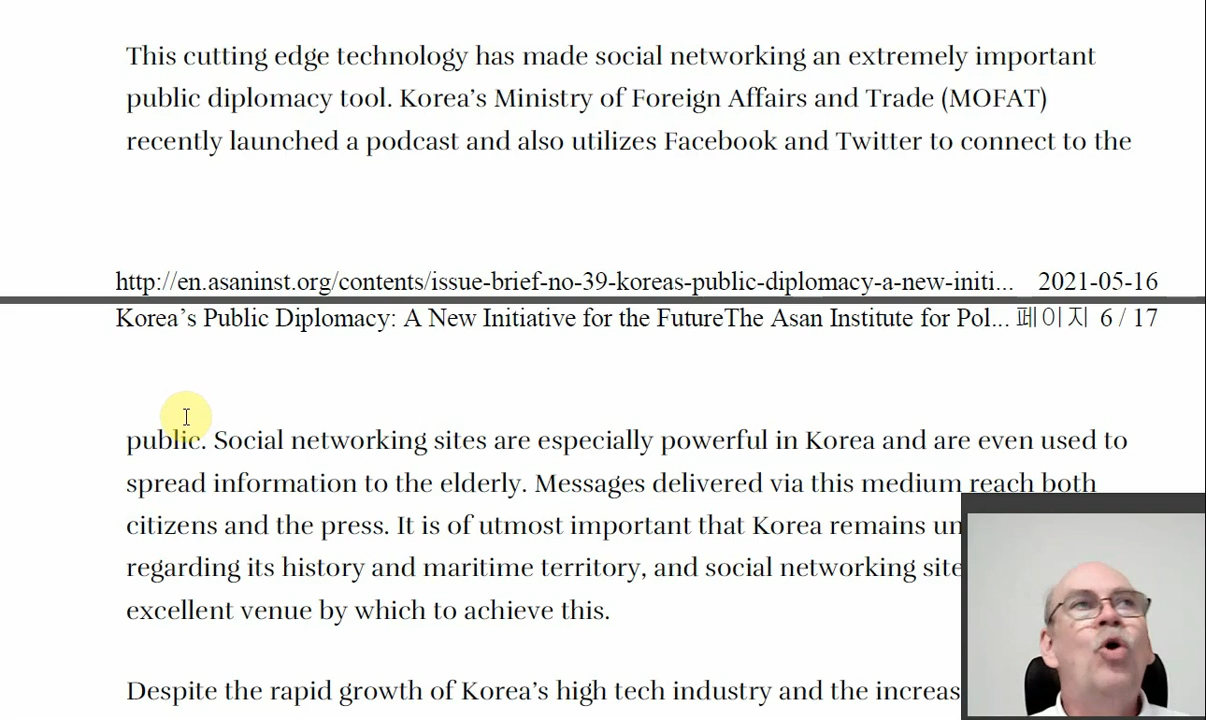 This cutting edge technology has made social networking an extremely important
public diplomacy tool. Korea's Ministry of Foreign Affairs and Trade (MOFAT)
recently launched a podcast and also utilizes Facebook and Twitter to connect to the
http://en.asaninst.org/contents/issue-brief-no-39-koreas-public-diplomacy-a-new-initi... 2021-05-16
Korea's Public Diplomacy: A New Initiative for the FutureThe Asan Institute for Pol... 페이지 6 / 17
public. Social networking sites are especially powerful in Korea and are even used to
spread information to the elderly. Messages delivered via this medium reach both
citizens and the press. It is of utmost important that Korea remains un
regarding its history and maritime territory, and social networking site
excellent venue by which to achieve this.
Despite the rapid growth of Korea's high tech industry and the increas